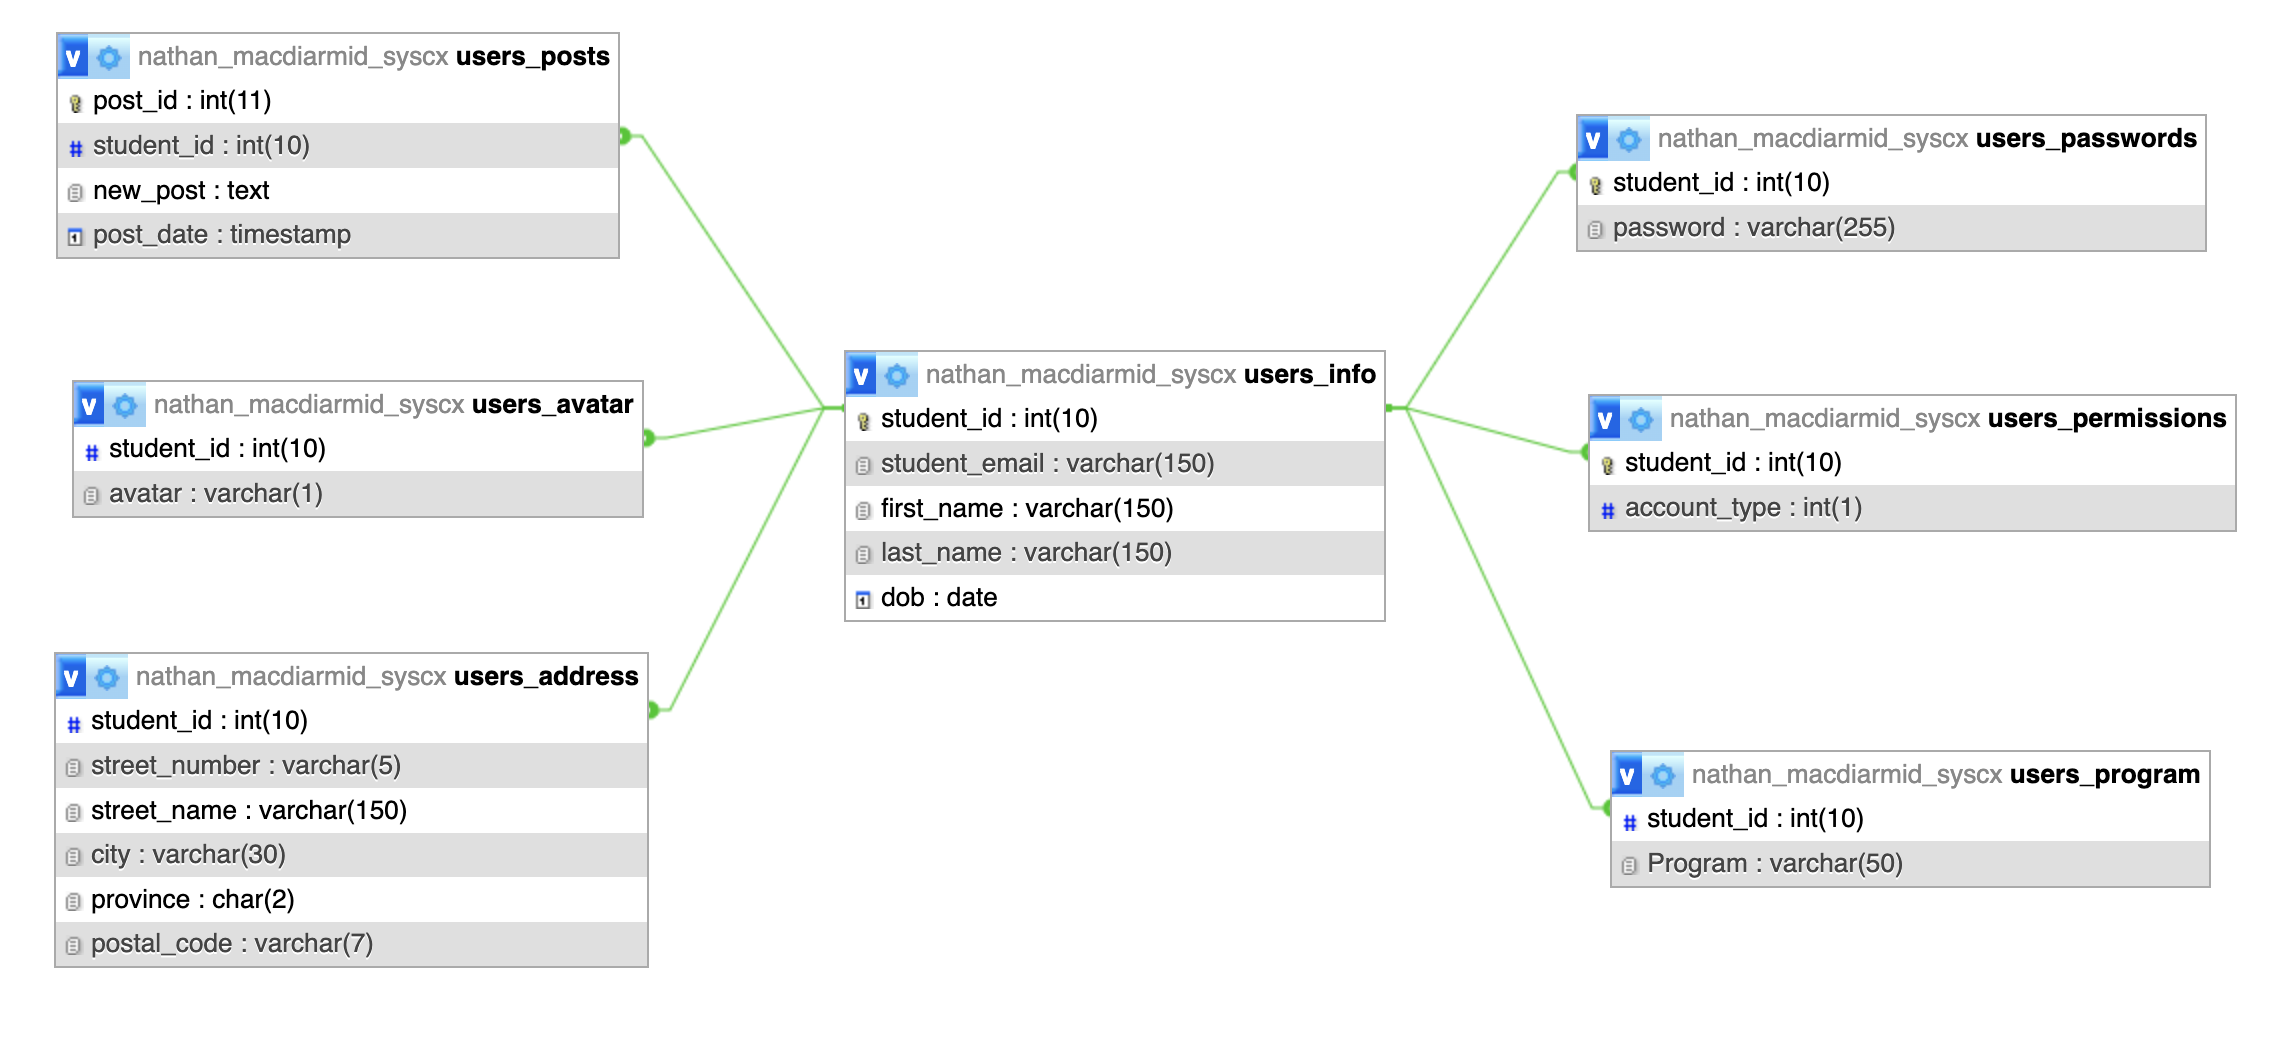 v nathan_macdiarmid_syscx users_posts
post_id : int(11)
# student_id : int(10)
new_post : text
post_date : timestamp
v nathan_macdiarmid_syscx users_avatar
# student_id : int(10)
avatar : varchar(1)
v nathan_macdiarmid_syscx users_address
# student_id : int(10)
street_number : varchar(5)
street_name : varchar(150)
city : varchar(30)
province : char(2)
postal_code : varchar(7)
v nathan_macdiarmid_syscx users_info
student_id : int(10)
student_email : varchar(150)
first_name : varchar(150)
last_name : varchar(150)
dob : date
v nathan_macdiarmid_syscx users_passwords
student_id : int(10)
password : varchar(255)
v nathan_macdiarmid_syscx users_permissions
student_id : int(10)
# account_type : int(1)
v nathan_macdiarmid_syscx users_program
# student_id : int(10)
Program : varchar(50)